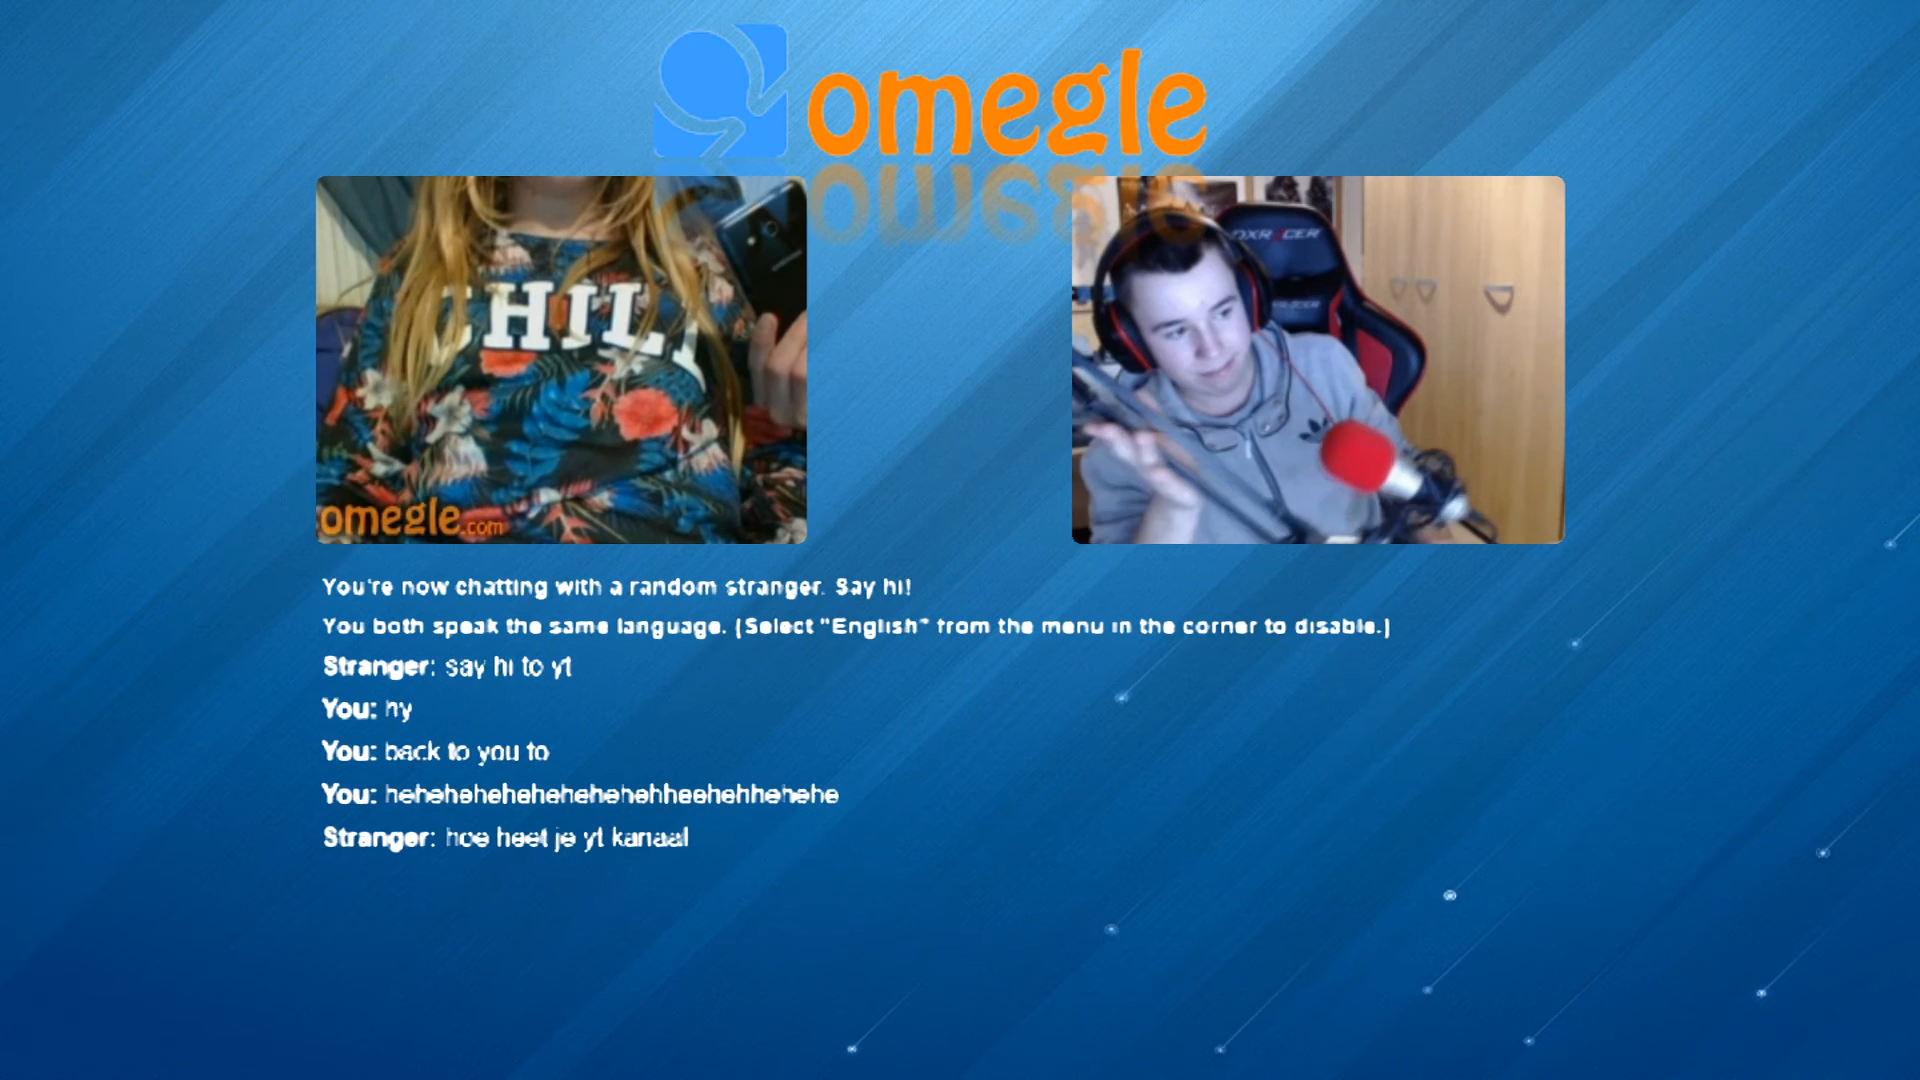 omegle
DXRACER
CHILL
omegle.com
You're now chatting with a random stranger. Say hi!
You both speak the same language. (Select "English" from the menu in the corner to disable.)
Stranger: say hi to yt
You: hy
You: back to you to
You: hehehehehehehehehehheehehhehehe
Stranger: hoe heet je yt kanaal